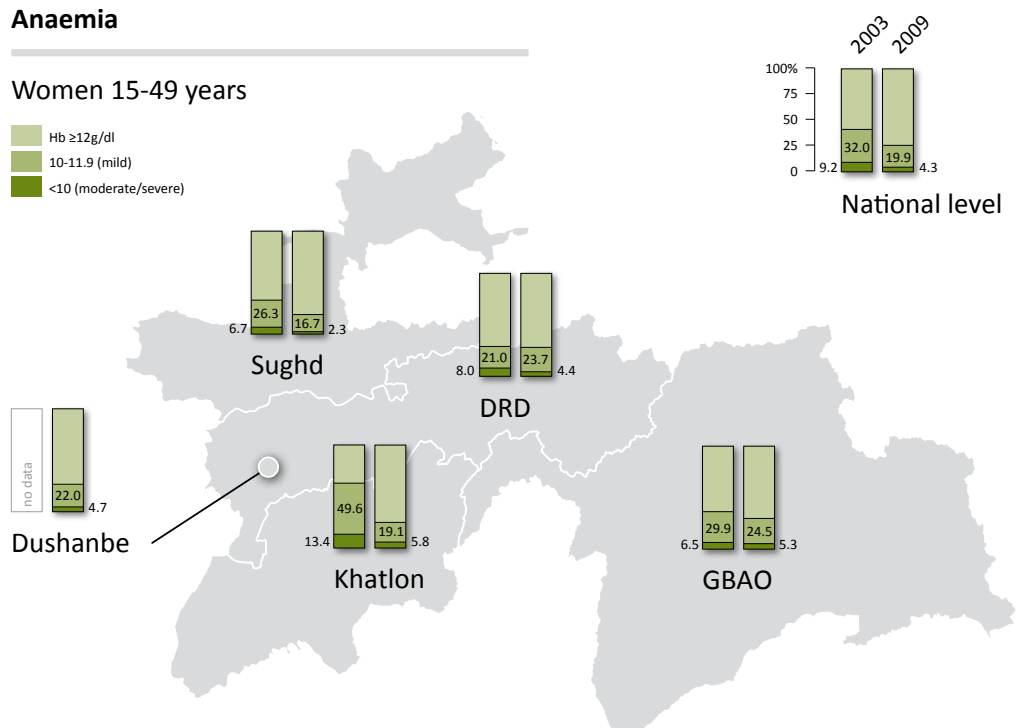 Anaemia
Women 15-49 years
Hb ≥12g/dl
10-11.9 (mild)
<10 (moderate/severe)
2003
2009
100%
75
50
25
0
32.0
19.9
9.2
4.3
National level
26.3
16.7
6.7
2.3
Sughd
21.0
23.7
8.0
4.4
DRD
no data
22.0
4.7
Dushanbe
49.6
19.1
13.4
5.8
Khatlon
29.9
24.5
6.5
5.3
GBAO